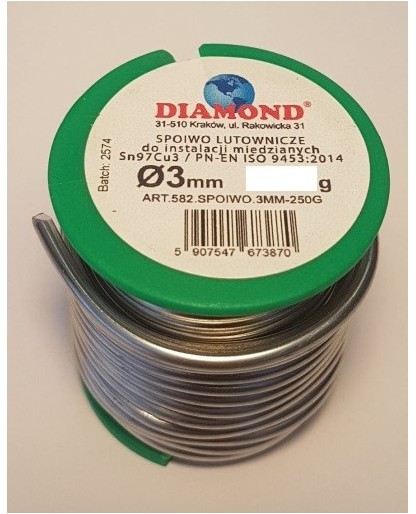 DIAMOND®
31-510 Kraków, ul. Rakowicka 31
SPOIWO LUTOWNICZE
do instalacji miedzianych
Sn97Cu3 / PN-EN ISO 9453:2014
Batch: 2574
Ø3mm g
ART.582.SPOIWO.3MM-250G
5 907547 673870